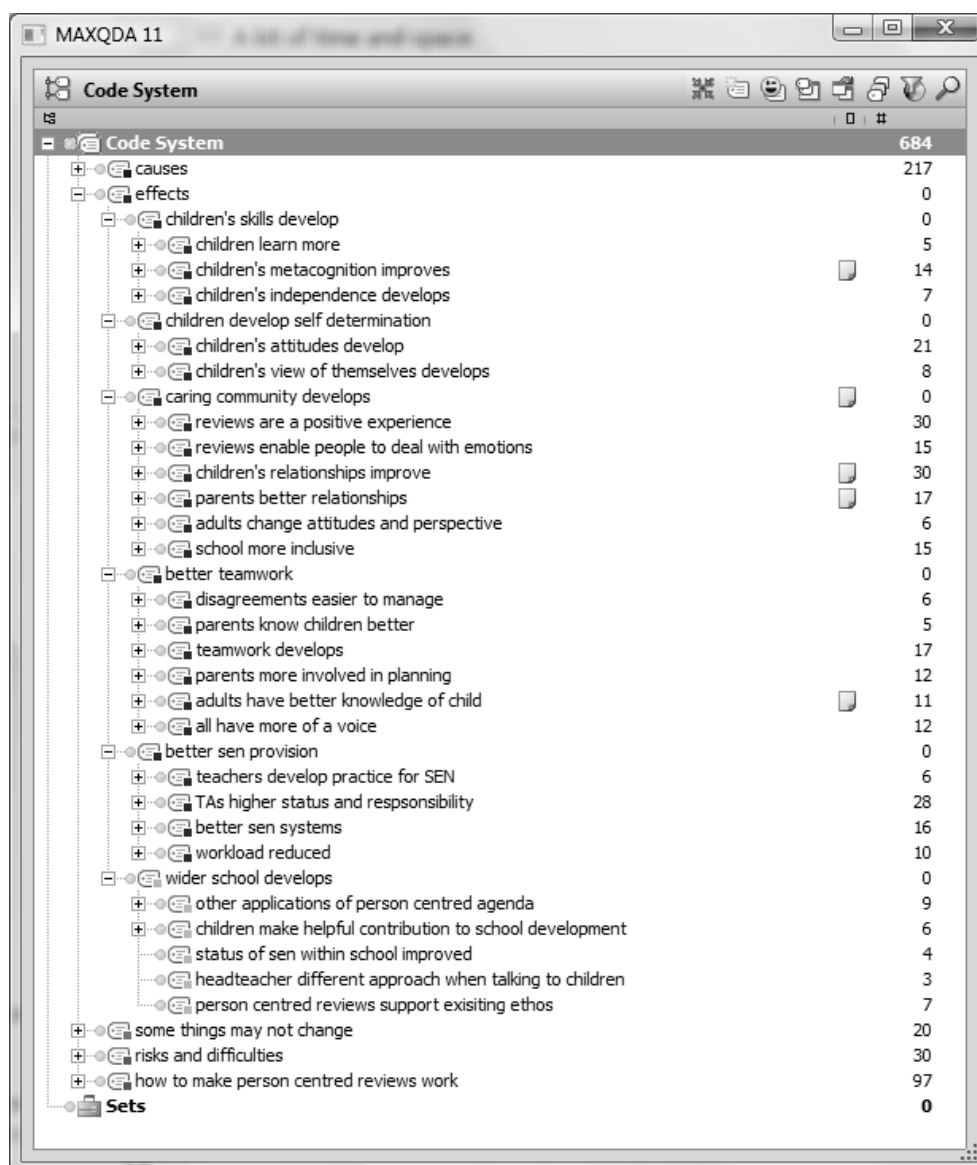 MAXQDA 11
A bit of time and space
Code System
#
Code System 684
causes 217
effects 0
children's skills develop 0
children learn more 5
children's metacognition improves 14
children's independence develops 7
children develop self determination 0
children's attitudes develop 21
children's view of themselves develops 8
caring community develops 0
reviews are a positive experience 30
reviews enable people to deal with emotions 15
children's relationships improve 30
parents better relationships 17
adults change attitudes and perspective 6
school more inclusive 15
better teamwork 0
disagreements easier to manage 6
parents know children better 5
teamwork develops 17
parents more involved in planning 12
adults have better knowledge of child 11
all have more of a voice 12
better sen provision 0
teachers develop practice for SEN 6
TAs higher status and respsonsibility 28
better sen systems 16
workload reduced 10
wider school develops 0
other applications of person centred agenda 9
children make helpful contribution to school development 6
status of sen within school improved 4
headteacher different approach when talking to children 3
person centred reviews support exisiting ethos 7
some things may not change 20
risks and difficulties 30
how to make person centred reviews work 97
Sets 0